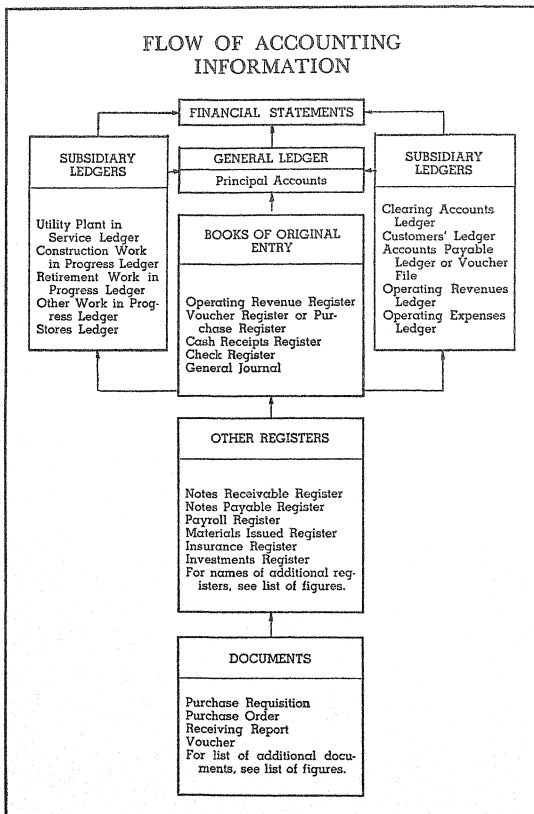 FLOW OF ACCOUNTING
INFORMATION
FINANCIAL STATEMENTS
SUBSIDIARY
LEDGERS
Utility Plant in
Service Ledger
Construction Work
in Progress Ledger
Retirement Work in
Progress Ledger
Other Work in Prog-
ress Ledger
Stores Ledger
GENERAL LEDGER
Principal Accounts
BOOKS OF ORIGINAL
ENTRY
Operating Revenue Register
Voucher Register or Pur-
chase Register
Cash Receipts Register
Check Register
General Journal
SUBSIDIARY
LEDGERS
Clearing Accounts
Ledger
Customers' Ledger
Accounts Payable
Ledger or Voucher
File
Operating Revenues
Ledger
Operating Expenses
Ledger
OTHER REGISTERS
Notes Receivable Register
Notes Payable Register
Payroll Register
Materials Issued Register
Insurance Register
Investments Register
For names of additional reg-
isters, see list of figures.
DOCUMENTS
Purchase Requisition
Purchase Order
Receiving Report
Voucher
For list of additional docu-
ments, see list of figures.